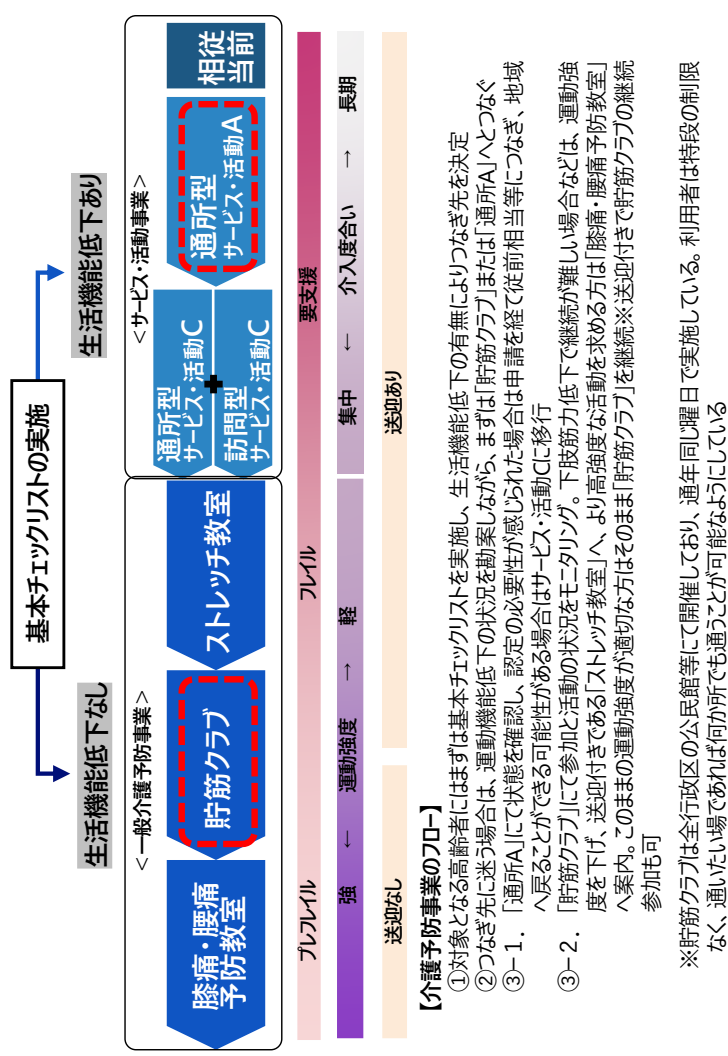 基本チェックリストの実施
生活機能低下なし
生活機能低下あり
＜一般介護予防事業＞
＜サービス・活動事業＞
膝痛・腰痛
予防教室
貯筋クラブ
ストレッチ教室
通所型
サービス・活動C
訪問型
サービス・活動C
通所型
サービス・活動A
従前
相当
プレフレイル
フレイル
要支援
強 ← 運動強度 → 軽
集中 ← 介入度合い → 長期
送迎なし
送迎あり
【介護予防事業のフロー】
①対象となる高齢者にはまずは基本チェックリストを実施し、生活機能低下の有無によりつなぎ先を決定
②つなぎ先に迷う場合は、運動機能低下の状況を勘案しながら、まずは「貯筋クラブ」または「通所A」へとつなぐ
③－1．「通所A」にて状態を確認し、認定の必要性が感じられた場合は申請を経て従前相当等につなぎ、地域
へ戻ることができる可能性がある場合はサービス・活動Cに移行
③－2．「貯筋クラブ」にて参加と活動の状況をモニタリング。下肢筋力低下で継続が難しい場合などは、運動強
度を下げ、送迎付きである「ストレッチ教室」へ、より高強度な活動を求める方は「膝痛・腰痛予防教室」
へ案内。このままの運動強度が適切な方はそのまま「貯筋クラブ」を継続※送迎付きで貯筋クラブの継続
参加も可
※貯筋クラブは全行政区の公民館等にて開催しており、通年同じ曜日で実施している。利用者は特段の制限
なく、通いたい場であれば何か所でも通うことが可能なようにしている